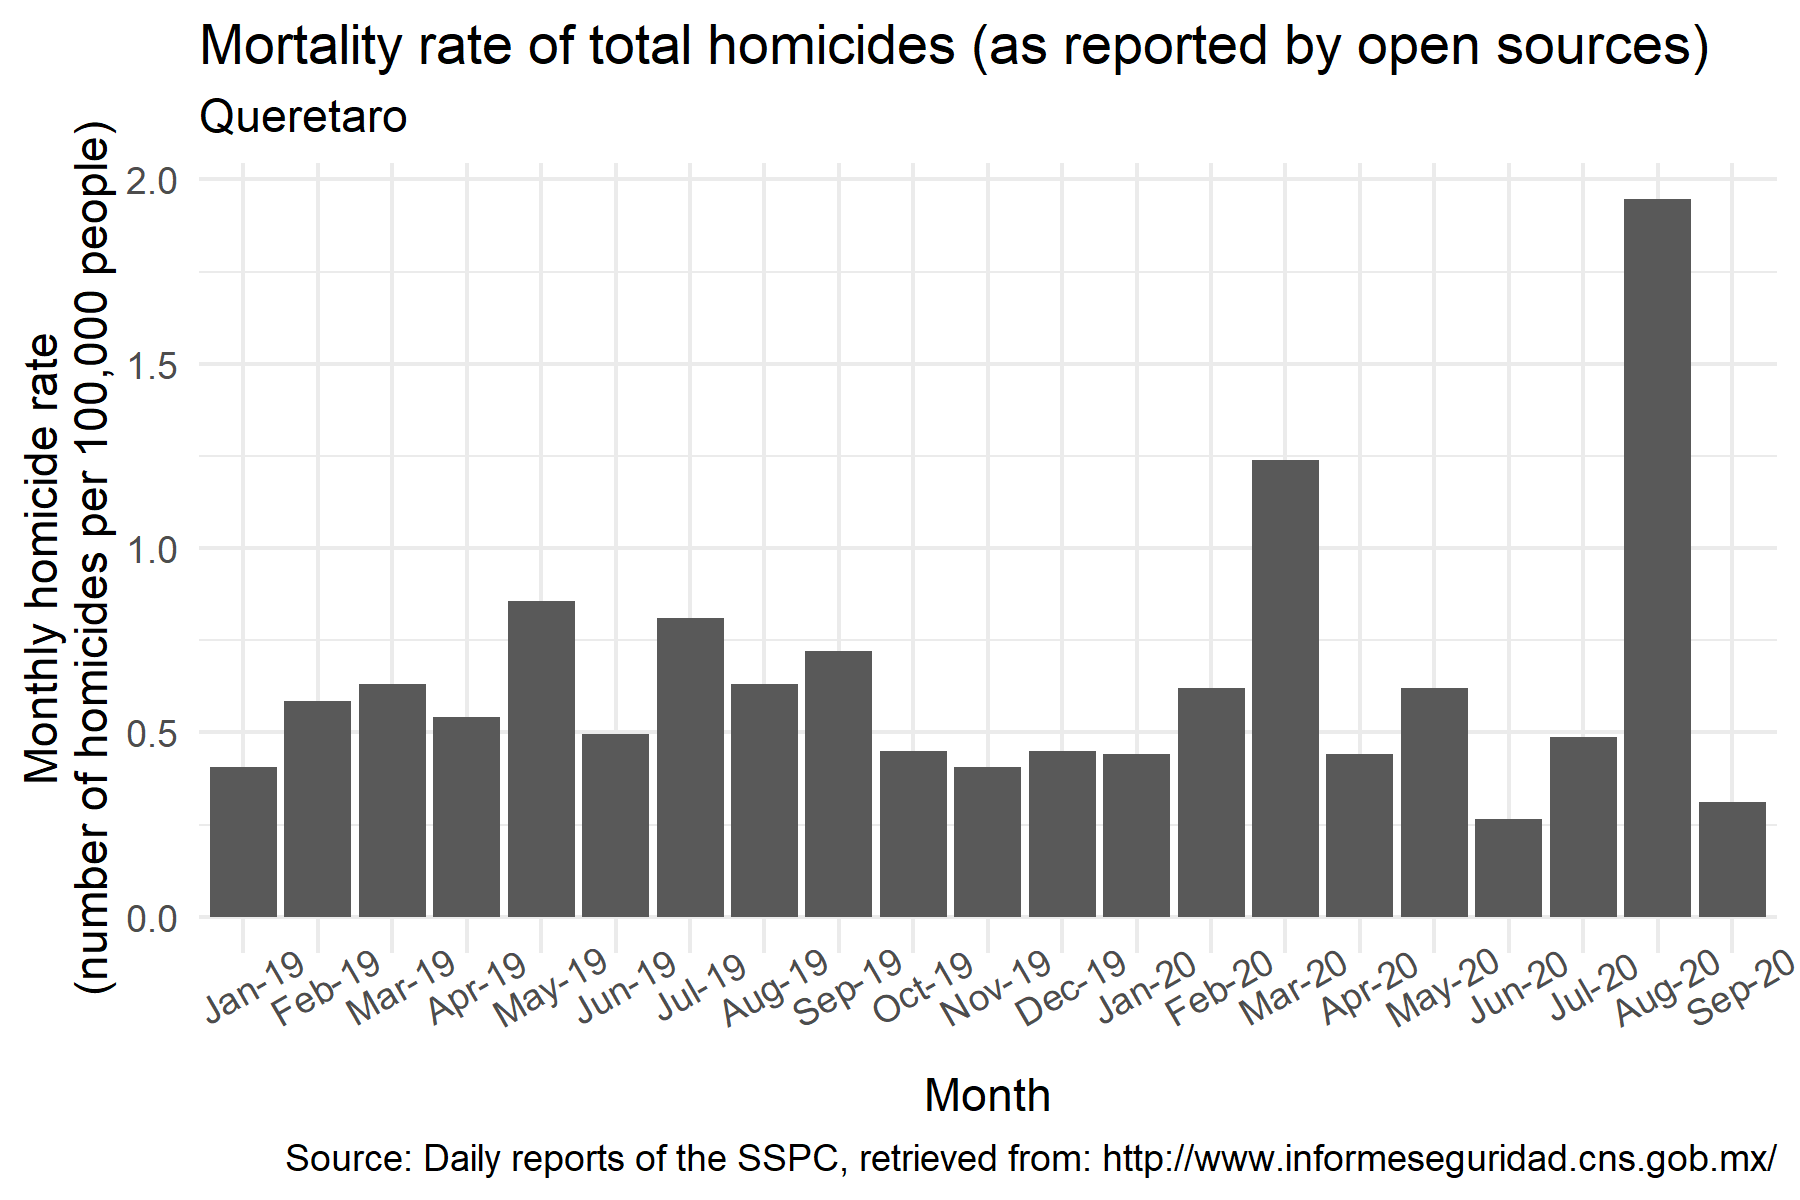 Mortality rate of total homicides (as reported by open sources)
Queretaro
Monthly homicide rate
(number of homicides per 100,000 people)
2.0
1.5
1.0
0.5
0.0
Jan-19
Feb-19
Mar-19
Apr-19
May-19
Jun-19
Jul-19
Aug-19
Sep-19
Oct-19
Nov-19
Dec-19
Jan-20
Feb-20
Mar-20
Apr-20
May-20
Jun-20
Jul-20
Aug-20
Sep-20
Month
Source: Daily reports of the SSPC, retrieved from: http://www.informeseguridad.cns.gob.mx/